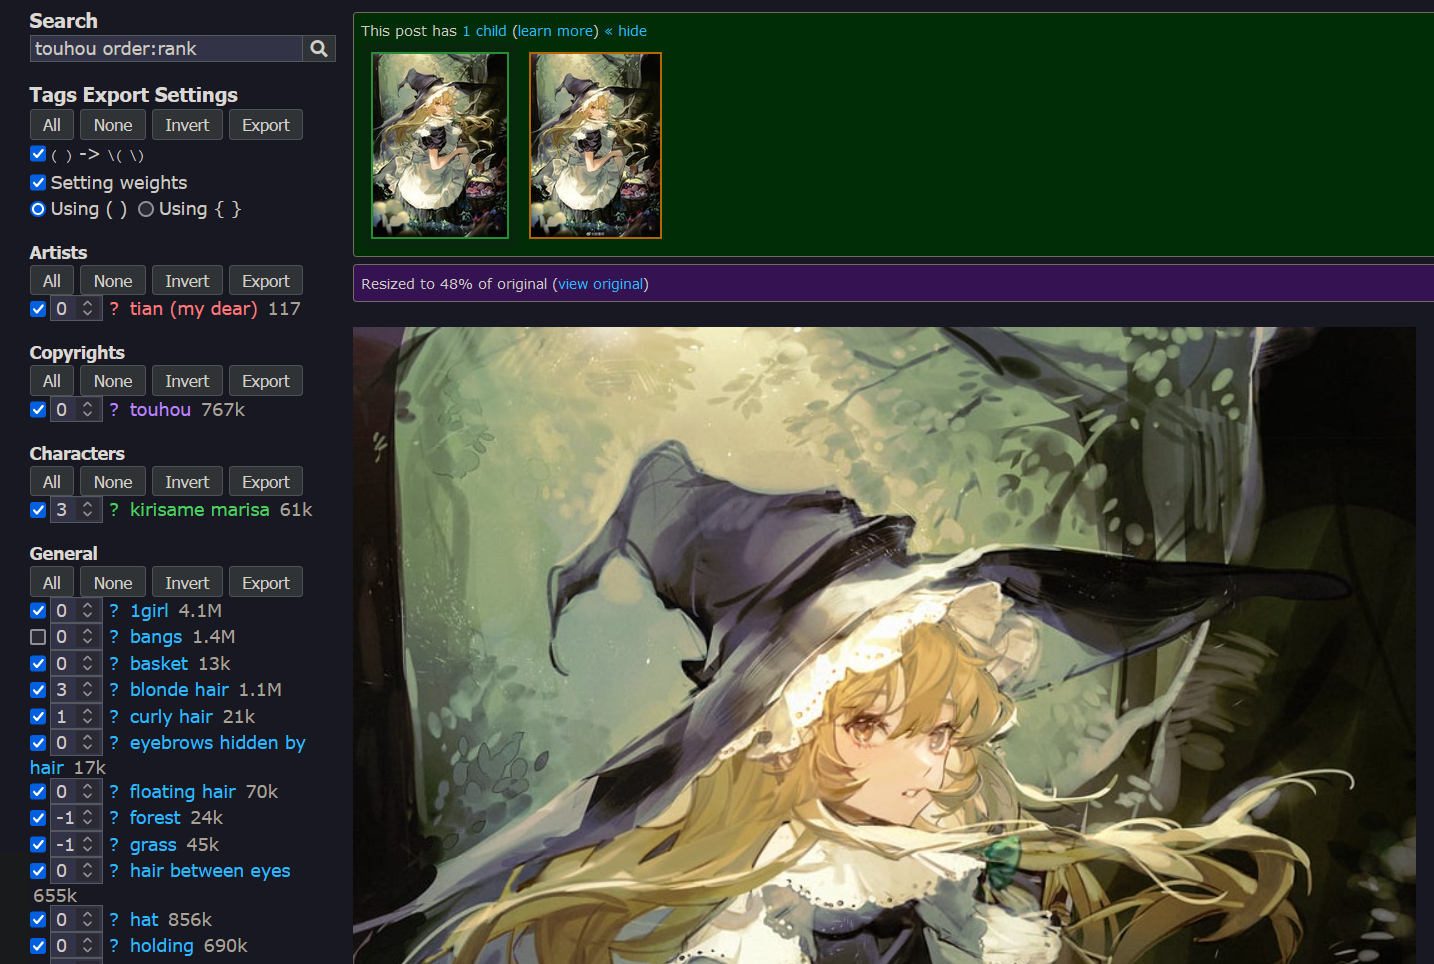 Search
touhou order:rank
Tags Export Settings
All None Invert Export
( ) -> \( \)
Setting weights
Using ( ) Using { }
Artists
All None Invert Export
0 ? tian (my dear) 117
Copyrights
All None Invert Export
0 ? touhou 767k
Characters
All None Invert Export
3 ? kirisame marisa 61k
General
All None Invert Export
0 ? 1girl 4.1M
0 ? bangs 1.4M
0 ? basket 13k
3 ? blonde hair 1.1M
1 ? curly hair 21k
0 ? eyebrows hidden by
hair 17k
0 ? floating hair 70k
-1 ? forest 24k
-1 ? grass 45k
0 ? hair between eyes
655k
0 ? hat 856k
0 ? holding 690k
This post has 1 child (learn more) « hide
Resized to 48% of original (view original)